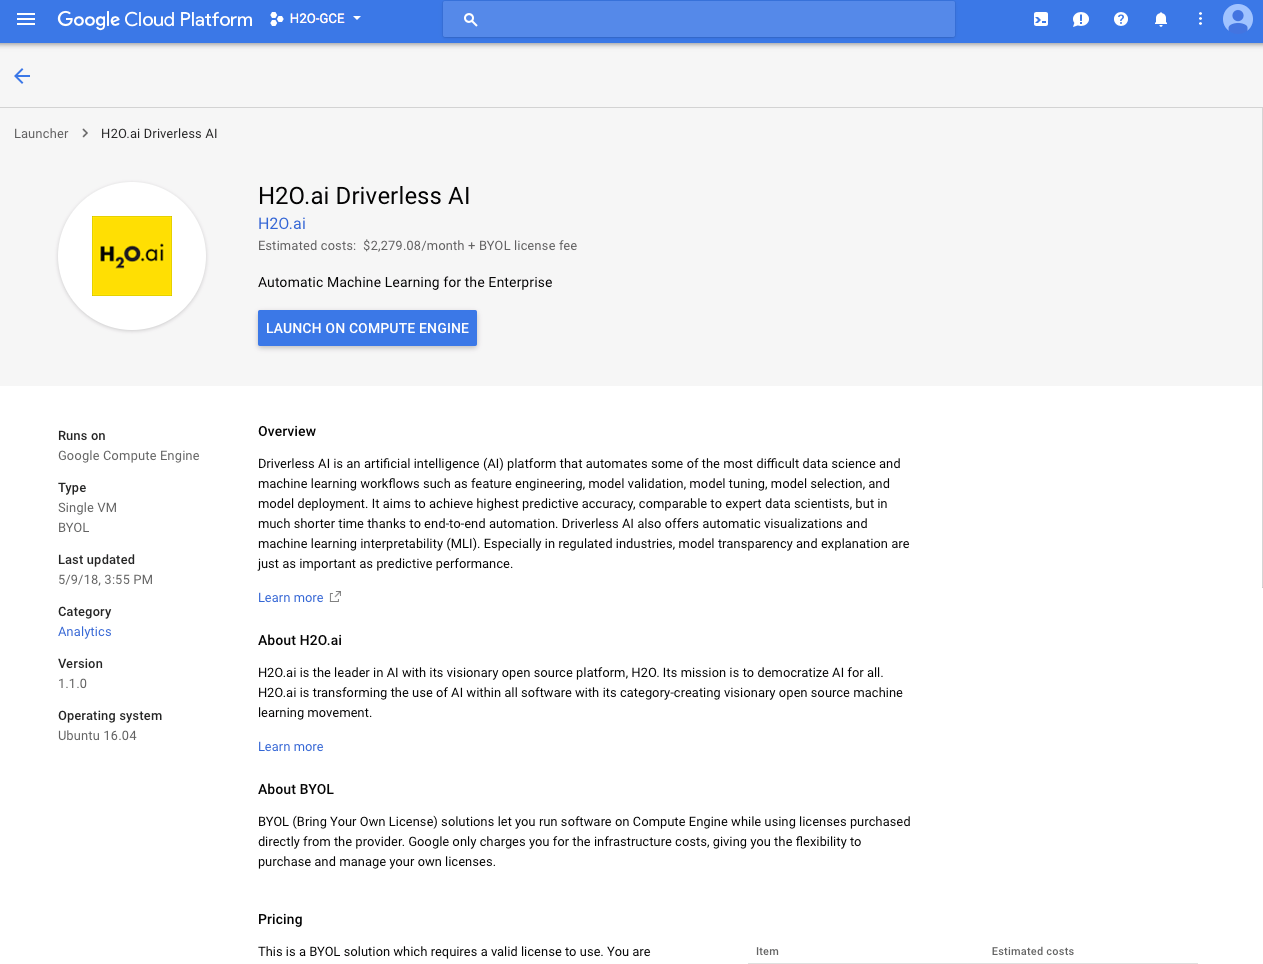 Google Cloud Platform
H2O-GCE
Launcher
H2O.ai Driverless AI
H2O.ai
H2O.ai Driverless AI
H2O.ai
Estimated costs: $2,279.08/month + BYOL license fee
Automatic Machine Learning for the Enterprise
LAUNCH ON COMPUTE ENGINE
Runs on
Google Compute Engine
Type
Single VM
BYOL
Last updated
5/9/18, 3:55 PM
Category
Analytics
Version
1.1.0
Operating system
Ubuntu 16.04
Overview
Driverless AI is an artificial intelligence (AI) platform that automates some of the most difficult data science and
machine learning workflows such as feature engineering, model validation, model tuning, model selection, and
model deployment. It aims to achieve highest predictive accuracy, comparable to expert data scientists, but in
much shorter time thanks to end-to-end automation. Driverless AI also offers automatic visualizations and
machine learning interpretability (MLI). Especially in regulated industries, model transparency and explanation are
just as important as predictive performance.
Learn more
About H2O.ai
H2O.ai is the leader in AI with its visionary open source platform, H2O. Its mission is to democratize AI for all.
H2O.ai is transforming the use of AI within all software with its category-creating visionary open source machine
learning movement.
Learn more
About BYOL
BYOL (Bring Your Own License) solutions let you run software on Compute Engine while using licenses purchased
directly from the provider. Google only charges you for the infrastructure costs, giving you the flexibility to
purchase and manage your own licenses.
Pricing
This is a BYOL solution which requires a valid license to use. You are
Item
Estimated costs